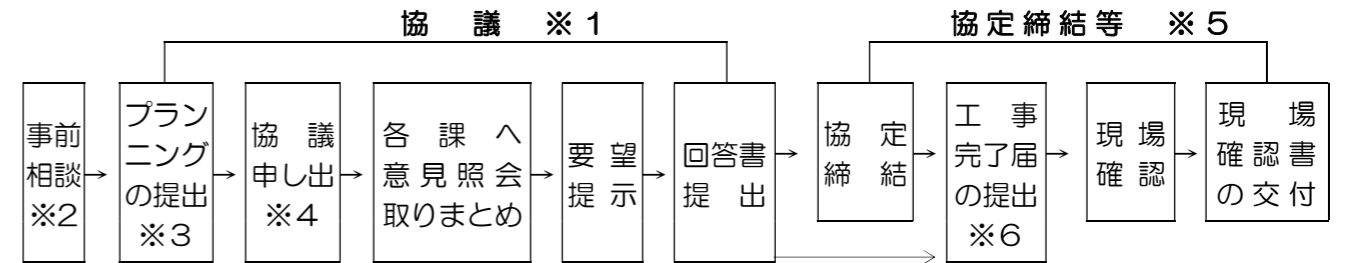 協議 ※1
協定締結等 ※5
事前
相談
※2
プラン
ニング
の提出
※3
協議
申し出
※4
各課へ
意見照会
取りまとめ
要望
提示
回答書
提出
協定
締結
工事
完了届
の提出
※6
現場
確認
現場
確認書
の交付